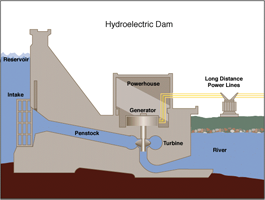 Hydroelectric Dam
Reservoir
Long Distance
Power Lines
Powerhouse
Intake
Generator
Penstock
Turbine
River